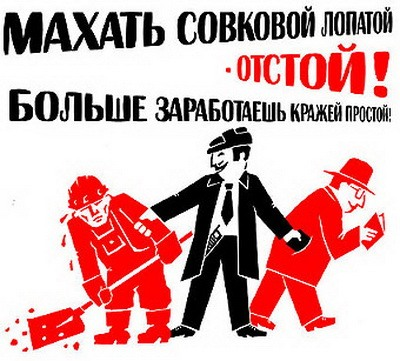 МАХАТЬ СОВКОВОЙ ЛОПАТОЙ
- ОТСТОЙ!
БОЛЬШЕ ЗАРАБОТАЕШЬ КРАЖЕЙ ПРОСТОЙ!